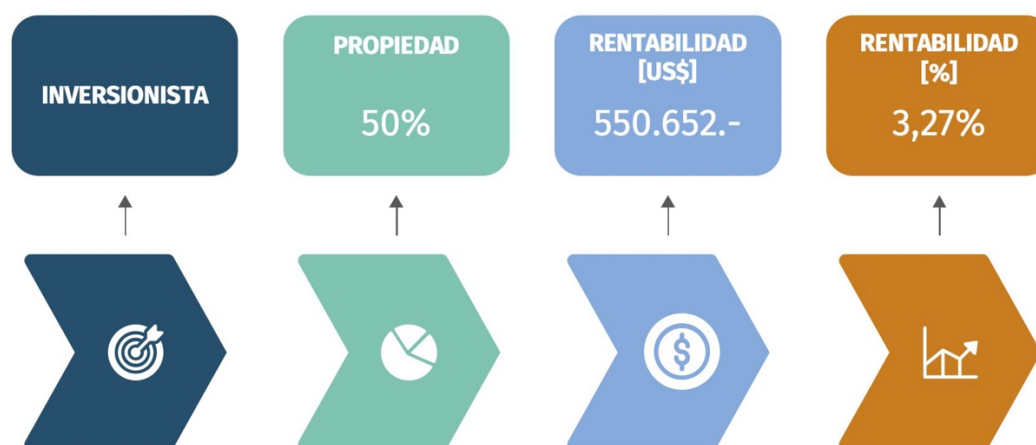 INVERSIONISTA
PROPIEDAD
50%
RENTABILIDAD
[US$]
550.652.-
RENTABILIDAD
[%]
3,27%
$